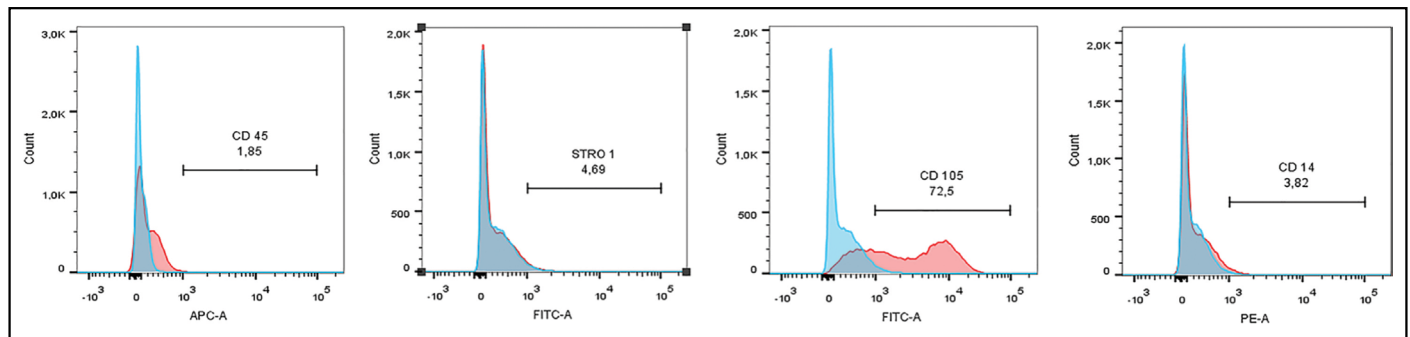 3,0K
2,0K
1,0K
0
Count
CD 45
1,85
-10³ 0 10³ 10⁴ 10⁵
APC-A
2,0K
1,5K
1,0K
500
0
Count
STRO 1
4,69
-10³ 0 10³ 10⁴ 10⁵
FITC-A
2,0K
1,5K
1,0K
500
0
Count
CD 105
72,5
-10³ 0 10³ 10⁴ 10⁵
FITC-A
2,0K
1,5K
1,0K
500
0
Count
CD 14
3,82
-10³ 0 10³ 10⁴ 10⁵
PE-A